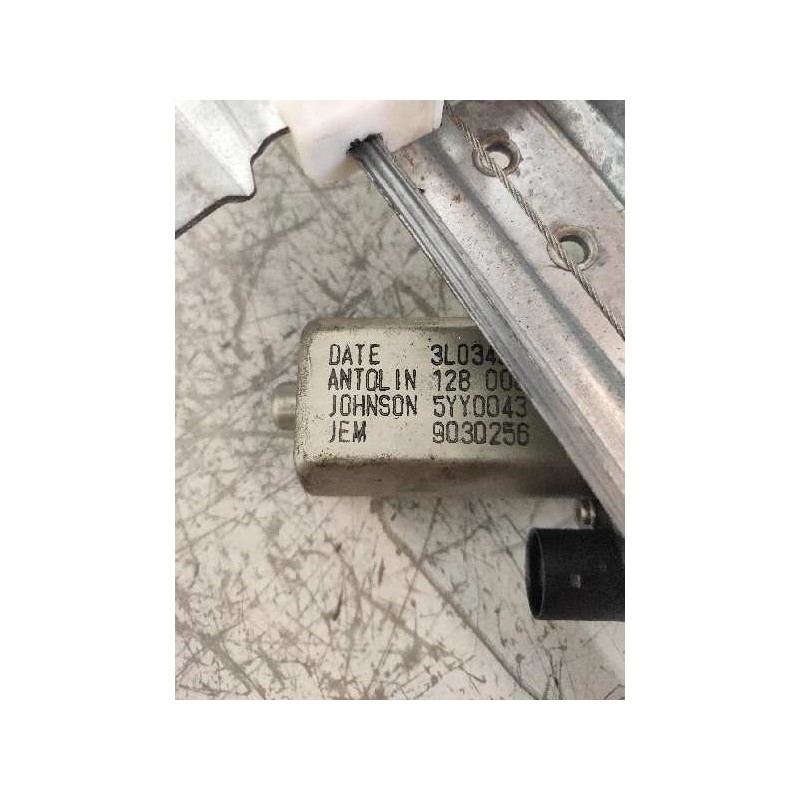 DATE 3L034
ANTOLIN 128 00
JOHNSON 5YY0043
JEM 9030256